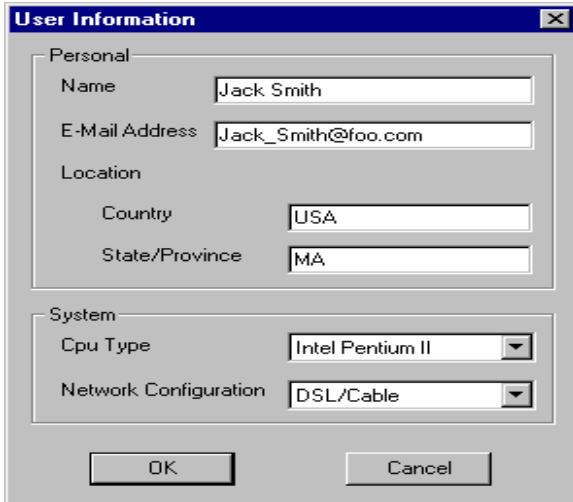 User Information
Personal
Name Jack Smith
E-Mail Address Jack_Smith@foo.com
Location
Country USA
State/Province MA
System
Cpu Type Intel Pentium II
Network Configuration DSL/Cable
OK Cancel